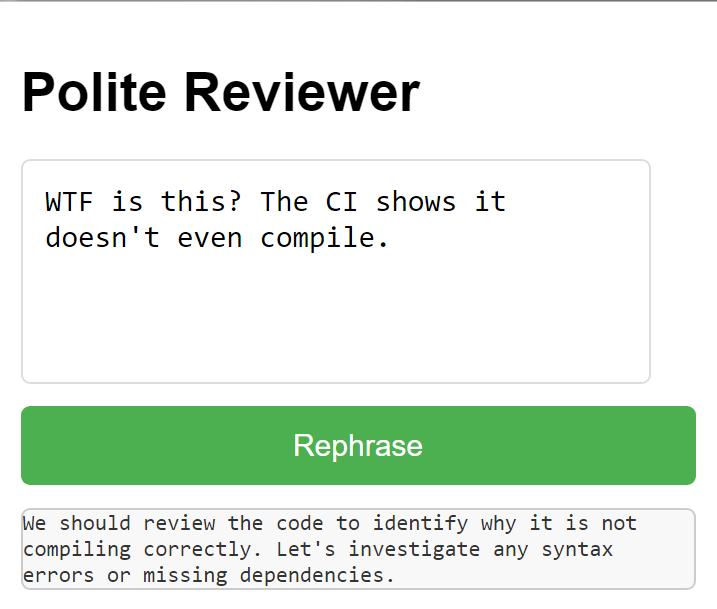 Polite Reviewer
WTF is this? The CI shows it
doesn't even compile.
Rephrase
We should review the code to identify why it is not
compiling correctly. Let's investigate any syntax
errors or missing dependencies.